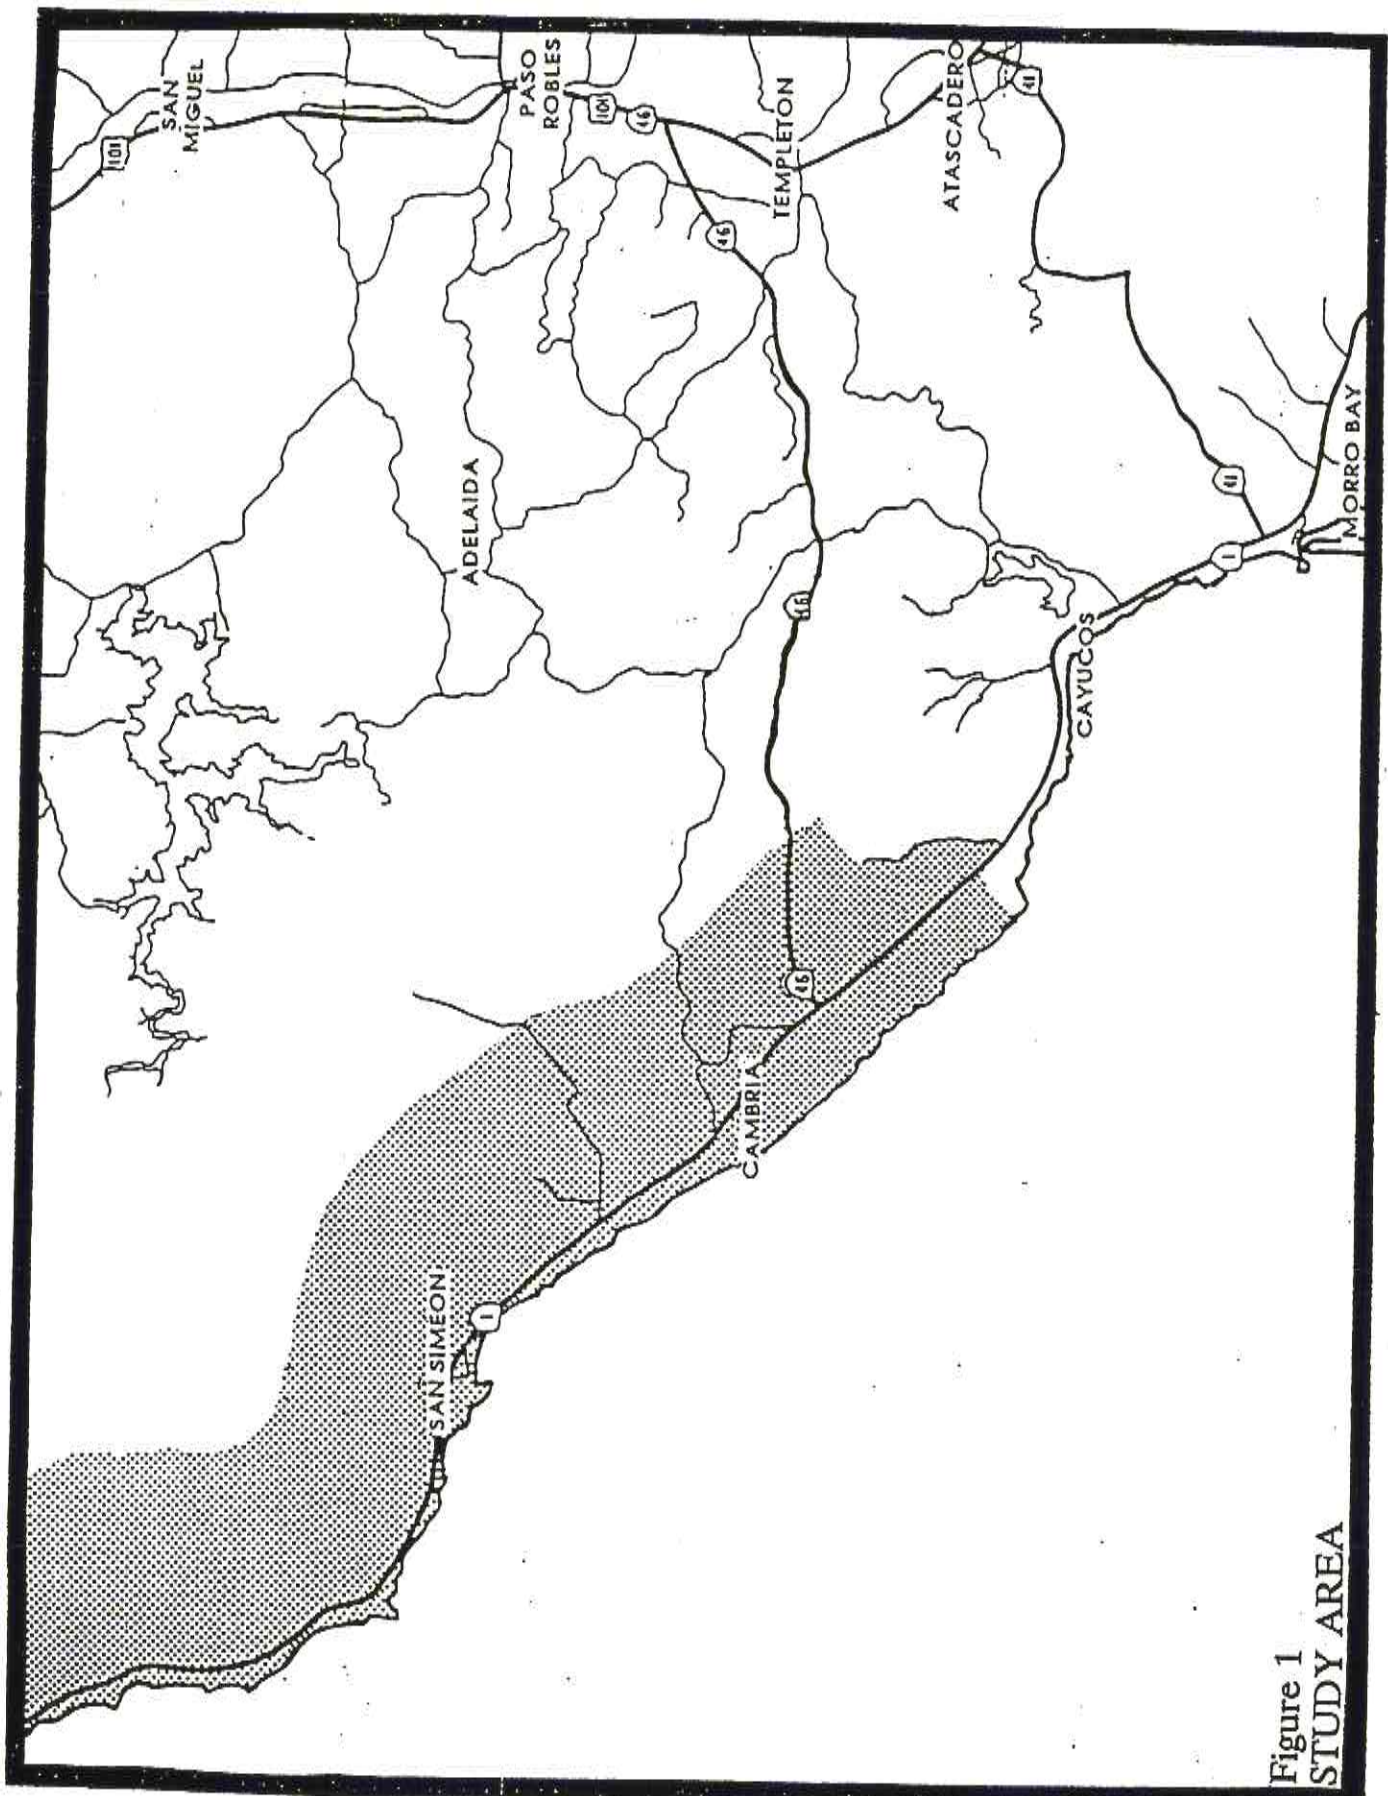 SAN
MIGUEL
101
PASO
ROBLES
101
46
TEMPLETON
ATASCADERO
41
46
ADELAIDA
46
41
MORRO BAY
1
CAYUCOS
46
CAMBRIA
SAN SIMEON
1
Figure 1
STUDY AREA